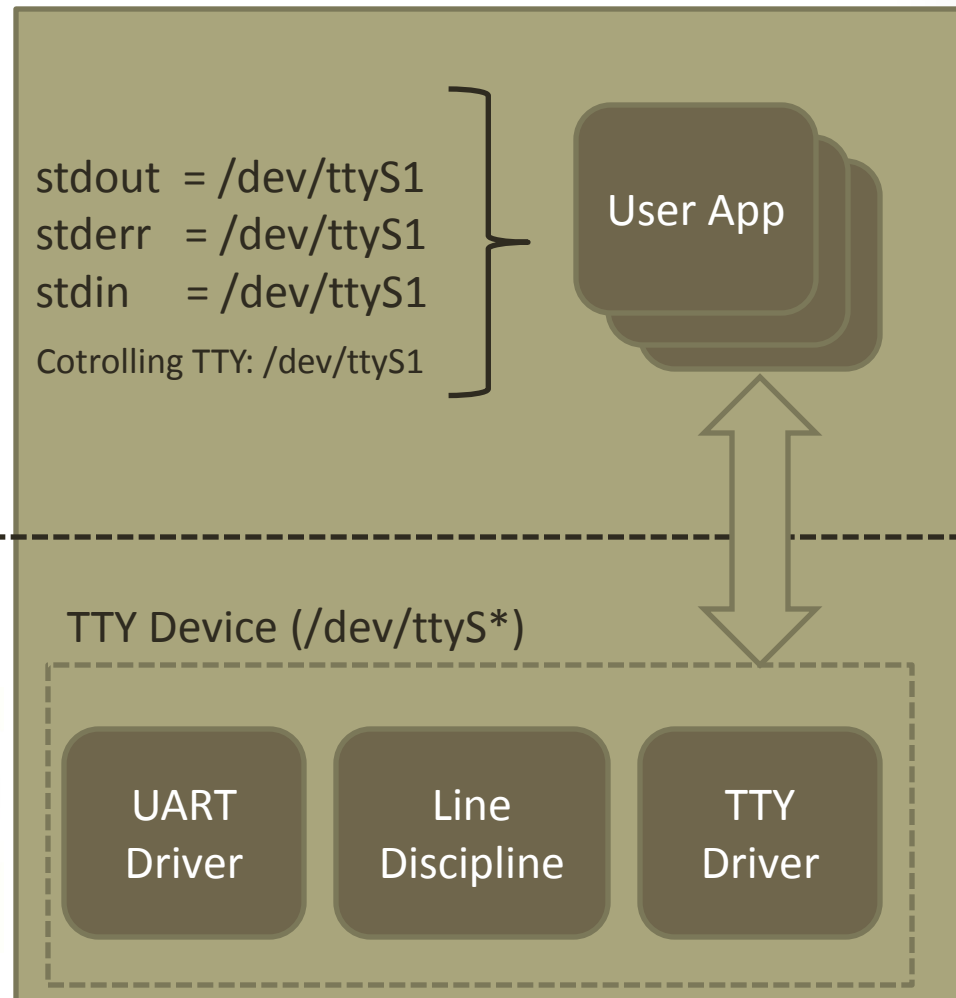 stdout = /dev/ttyS1
stderr = /dev/ttyS1
stdin = /dev/ttyS1
Cotrolling TTY: /dev/ttyS1
User App
TTY Device (/dev/ttyS*)
UART
Driver
Line
Discipline
TTY
Driver